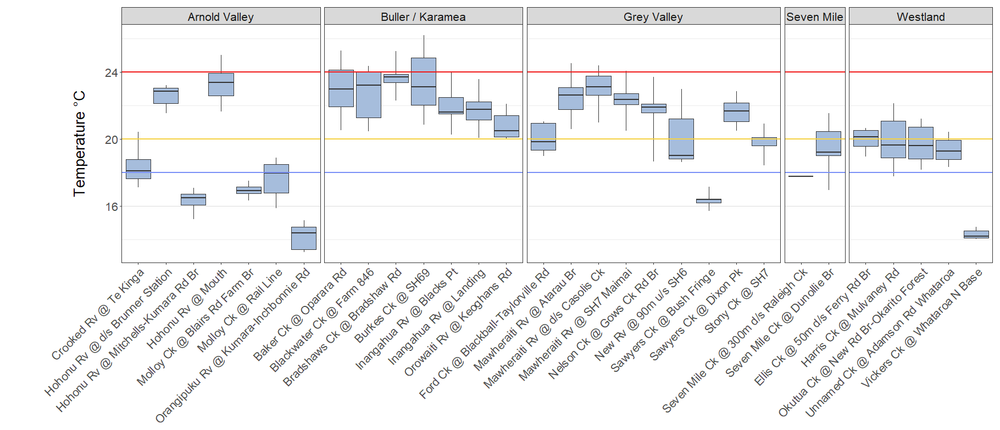 Arnold Valley
Buller / Karamea
Grey Valley
Seven Mile
Westland
Temperature °C
24
20
16
Crooked Rv @ Te Kinga
Hohonu Rv @ d/s Brunner Station
Hohonu Rv @ Mitchells-Kumara Rd Br
Hohonu Rv @ Mouth
Molloy Ck @ Blairs Rd Farm Br
Molloy Ck @ Rail Line
Orangipuku Rv @ Kumara-Inchbonnie Rd
Baker Ck @ Oparara Rd
Blackwater Ck @ Farm 846
Bradshaws Ck @ Bradshaw Rd
Burkes Ck @ SH69
Inangahua Rv @ Blacks Pt
Inangahua Rv @ Landing
Orowaiti Rv @ Keoghans Rd
Ford Ck @ Blackball-Taylorville Rd
Mawheraiti Rv @ Atarau Br
Mawheraiti Rv @ d/s Casolis Ck
Mawheraiti Rv @ SH7 Maimai
Nelson Ck @ Gows Ck Rd Br
New Rv @ 90m u/s SH6
Sawyers Ck @ Bush Fringe
Sawyers Ck @ Dixon Pk
Stony Ck @ SH7
Seven Mile Ck @ 300m d/s Raleigh Ck
Seven Mile Ck @ Dunollie Br
Ellis Ck @ 50m d/s Ferry Rd Br
Harris Ck @ Mulvaney Rd
Okutua Ck @ New Rd Br-Okarito Forest
Unnamed Ck @ Adamson Rd Whataroa
Vickers Ck @ Whataroa N Base